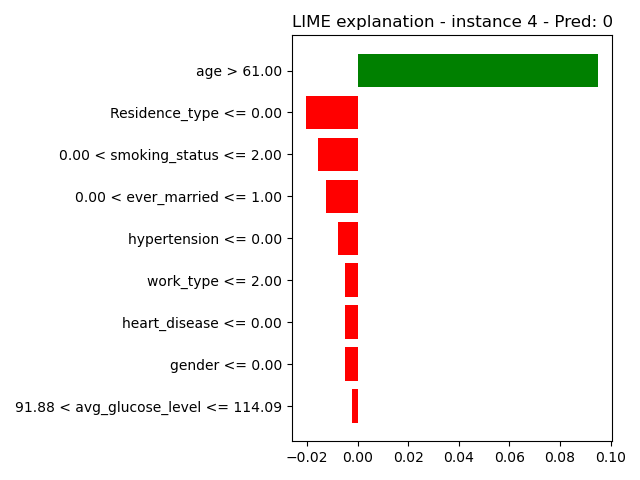 LIME explanation - instance 4 - Pred: 0
age > 61.00
Residence_type <= 0.00
0.00 < smoking_status <= 2.00
0.00 < ever_married <= 1.00
hypertension <= 0.00
work_type <= 2.00
heart_disease <= 0.00
gender <= 0.00
91.88 < avg_glucose_level <= 114.09
−0.02 0.00 0.02 0.04 0.06 0.08 0.10